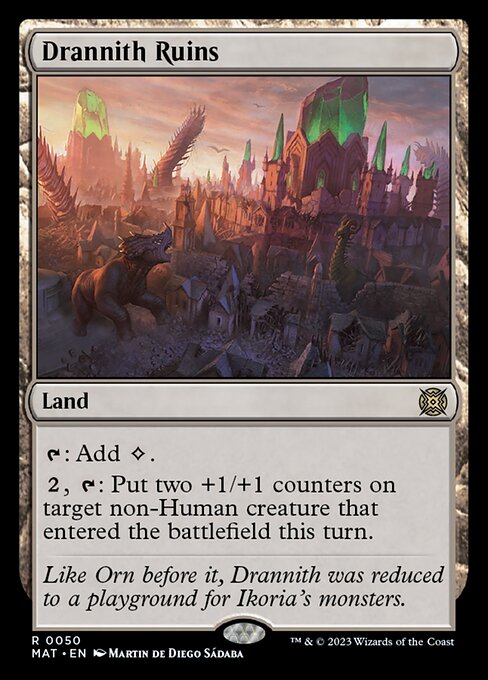 Drannith Ruins
Land
: Add .
2, : Put two +1/+1 counters on
target non-Human creature that
entered the battlefield this turn.
Like Orn before it, Drannith was reduced
to a playground for Ikoria's monsters.
R 0050
MAT • EN Martin de Diego Sádaba
™ & © 2023 Wizards of the Coast